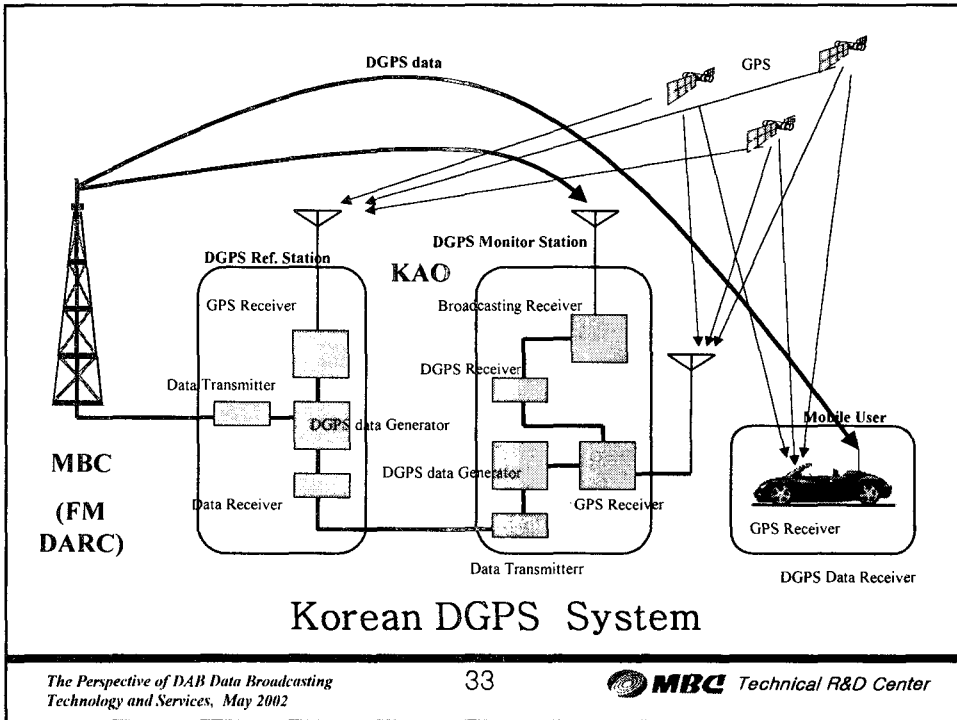 DGPS data
GPS
DGPS Ref. Station
KAO
DGPS Monitor Station
GPS Receiver
Broadcasting Receiver
Data Transmitter
DGPS Receiver
DGPS data Generator
Mobile User
MBC
(FM
DARC)
Data Receiver
DGPS data Generator
GPS Receiver
GPS Receiver
Data Transmitterr
DGPS Data Receiver
Korean DGPS System
The Perspective of DAB Data Broadcasting
Technology and Services, May 2002
33
MBC Technical R&D Center